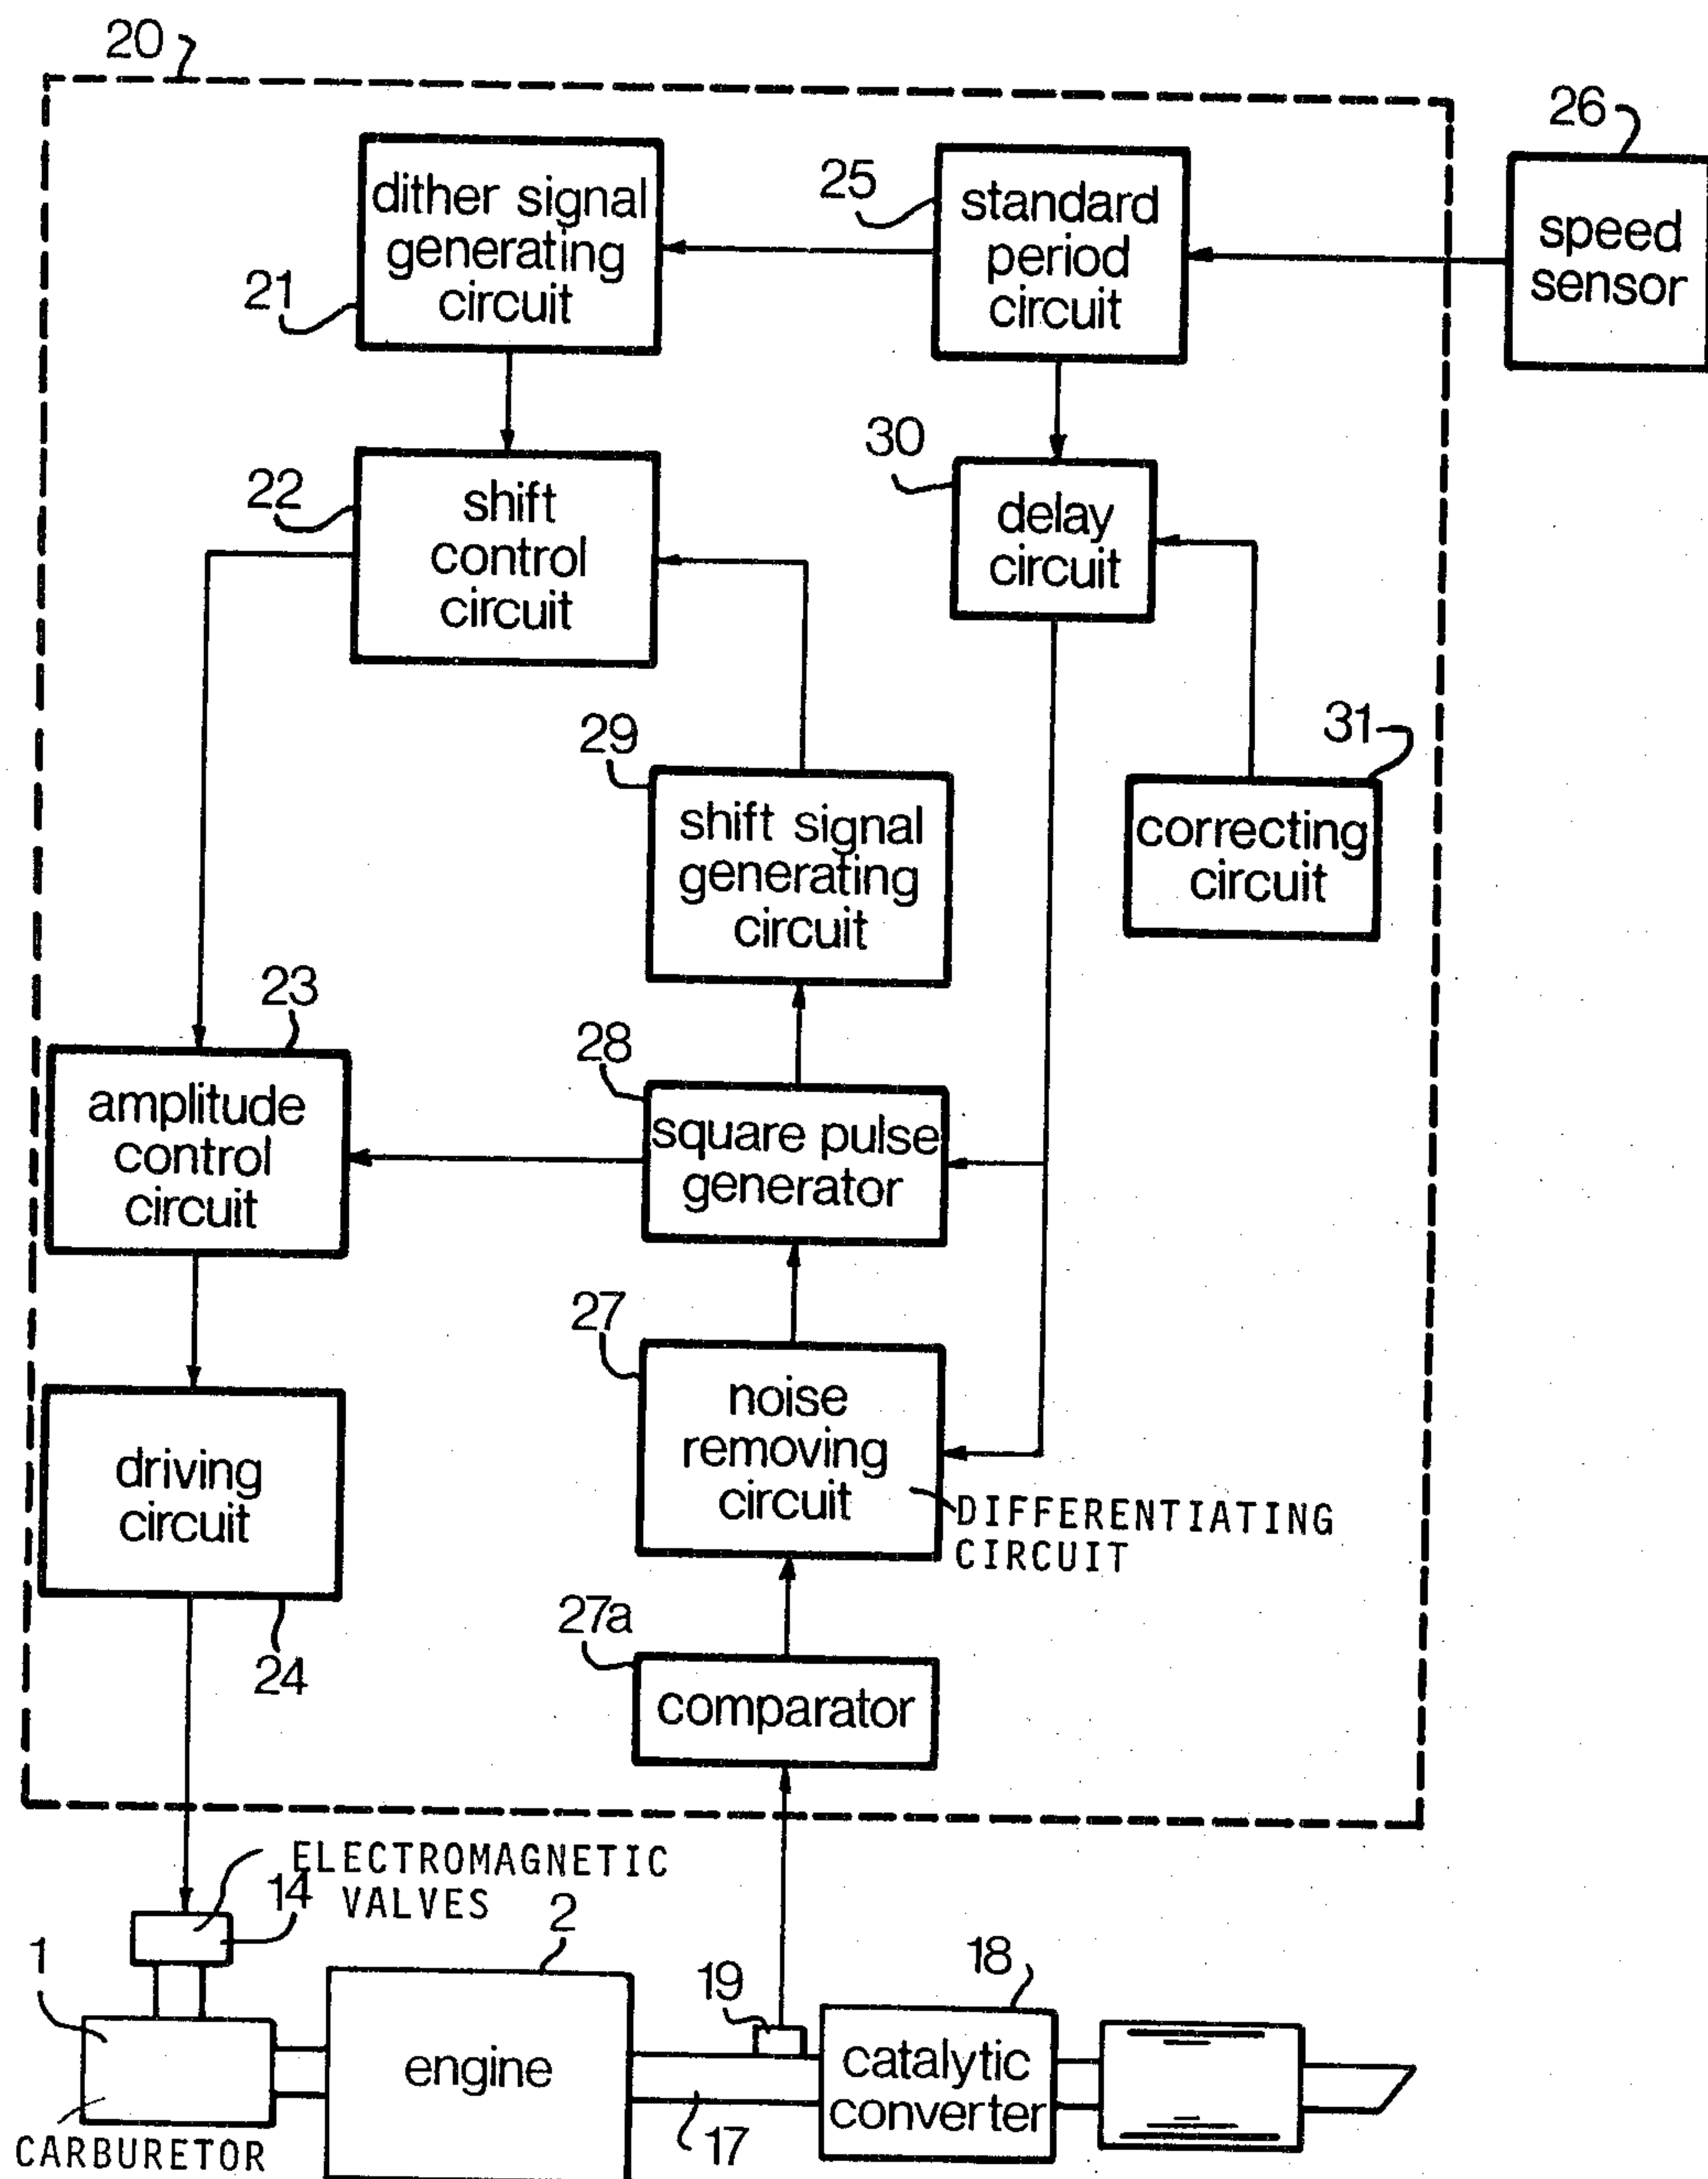 20
26
dither signal
generating
circuit
21
25
standard
period
circuit
speed
sensor
22
shift
control
circuit
30
delay
circuit
29
shift signal
generating
circuit
31
correcting
circuit
23
amplitude
control
circuit
28
square pulse
generator
27
noise
removing
circuit
DIFFERENTIATING
CIRCUIT
driving
circuit
24
27a
comparator
ELECTROMAGNETIC
VALVES
14
1
2
engine
19
18
catalytic
converter
17
CARBURETOR